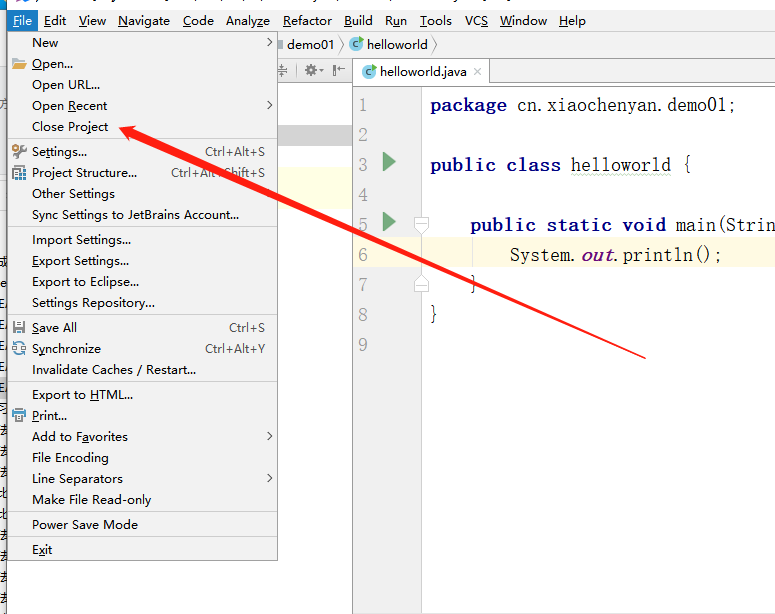 File Edit View Navigate Code Analyze Refactor Build Run Tools VCS Window Help
demo01 helloworld
helloworld.java
New
Open...
Open URL...
Open Recent
Close Project
Settings... Ctrl+Alt+S
Project Structure... Ctrl+Alt+Shift+S
Other Settings
Sync Settings to JetBrains Account...
Import Settings...
Export Settings...
Export to Eclipse...
Settings Repository...
Save All Ctrl+S
Synchronize Ctrl+Alt+Y
Invalidate Caches / Restart...
Export to HTML...
Print...
Add to Favorites
File Encoding
Line Separators
Make File Read-only
Power Save Mode
Exit
1 package cn.xiaochenyan.demo01;
2
3 public class helloworld {
4
5 public static void main(Strin
6 System.out.println();
7 }
8 }
9